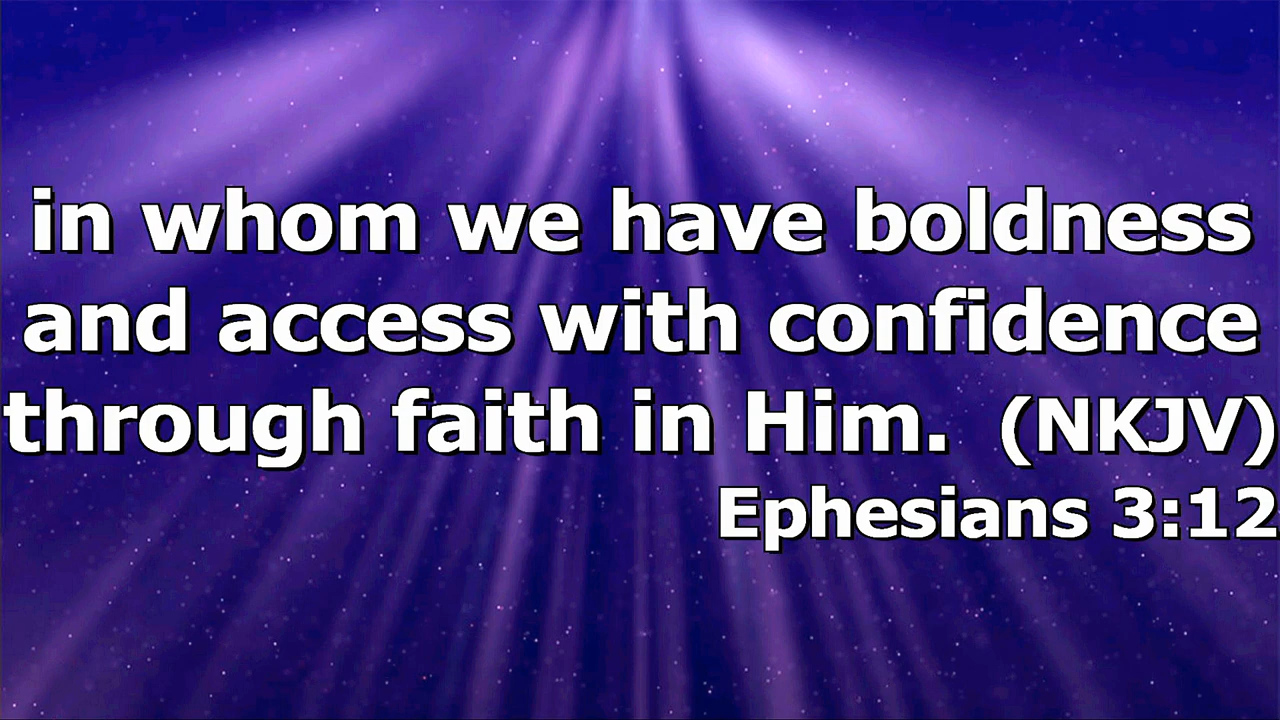 in whom we have boldness
and access with confidence
through faith in Him. (NKJV)
Ephesians 3:12